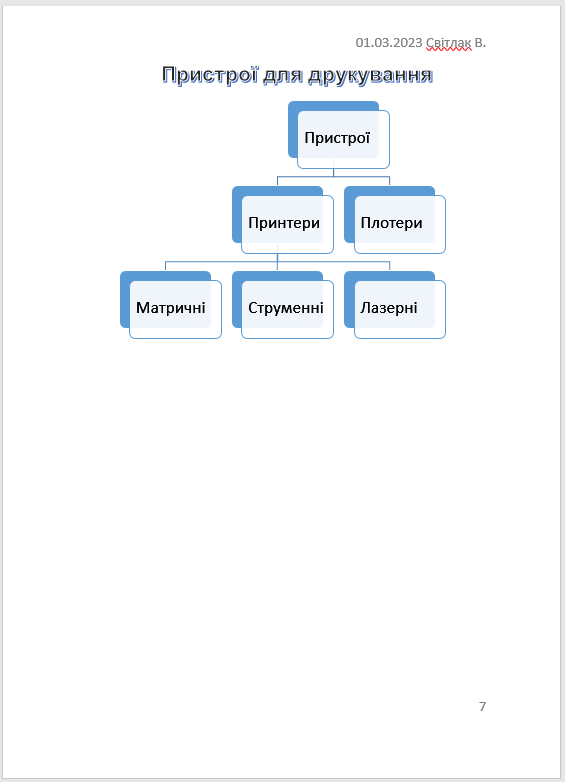 01.03.2023 Світлак В.
Пристрої для друкування
Пристрої
Принтери
Плотери
Матричні
Струменні
Лазерні
7